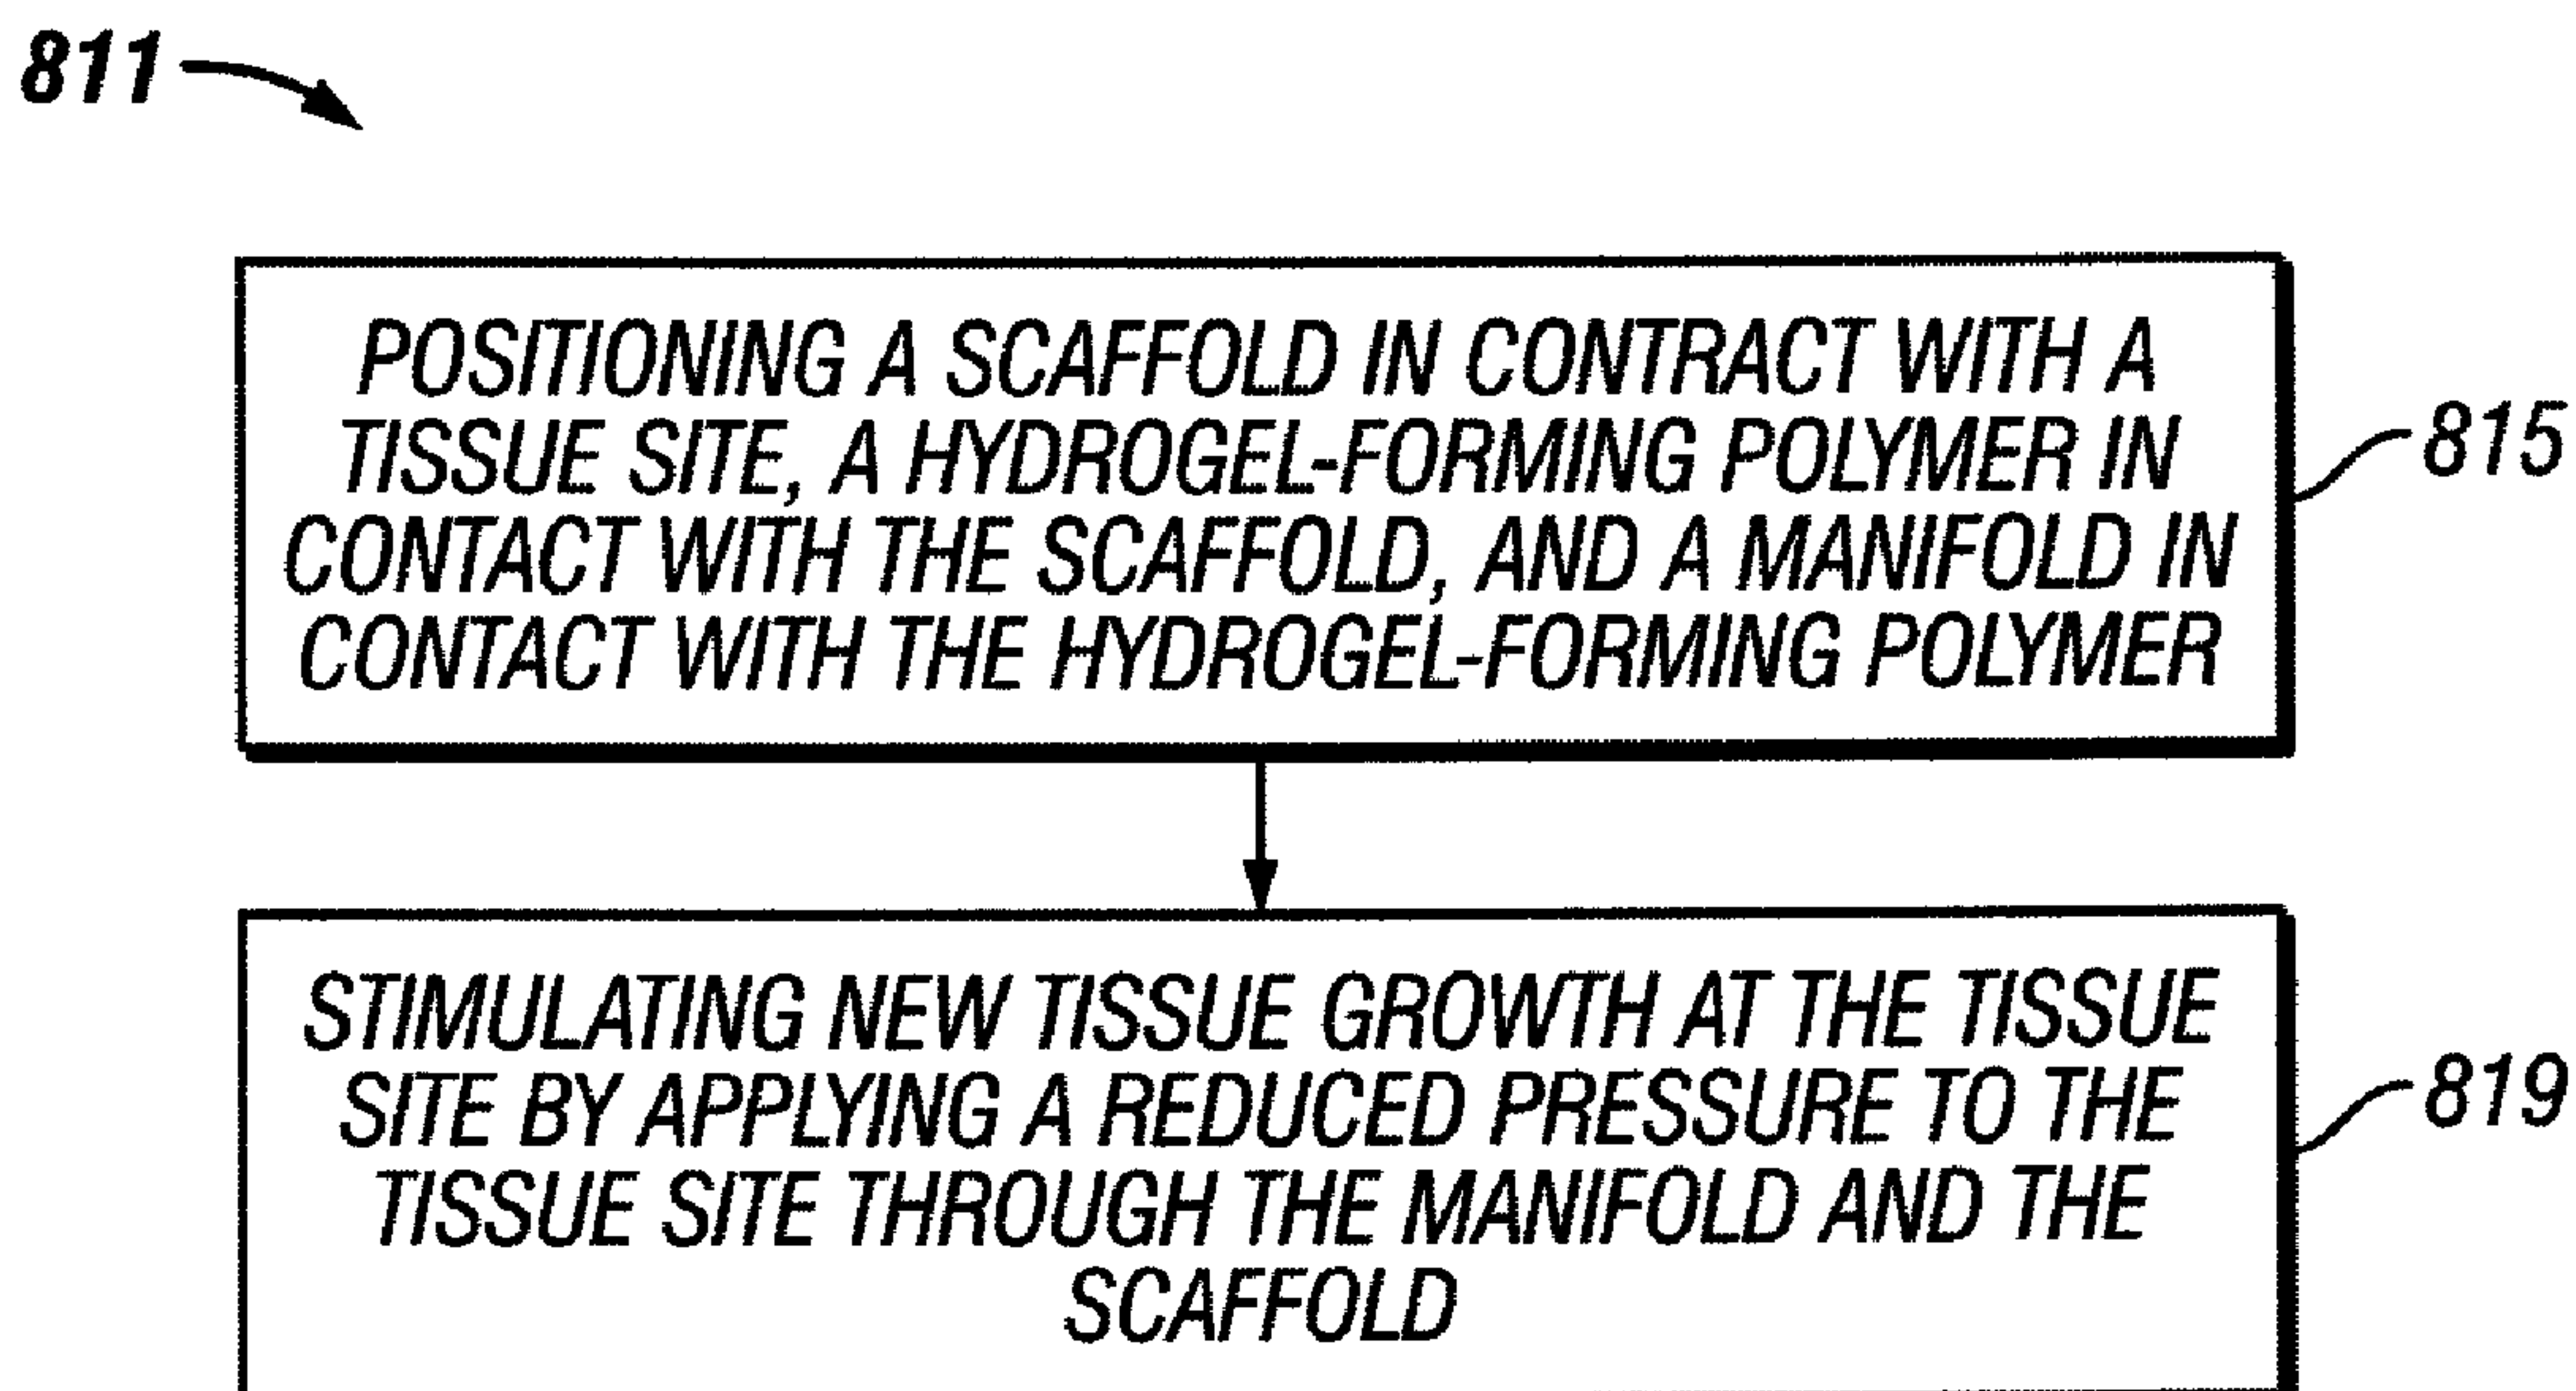 811
POSITIONING A SCAFFOLD IN CONTRACT WITH A
TISSUE SITE, A HYDROGEL-FORMING POLYMER IN
CONTACT WITH THE SCAFFOLD, AND A MANIFOLD IN
CONTACT WITH THE HYDROGEL-FORMING POLYMER
815
STIMULATING NEW TISSUE GROWTH AT THE TISSUE
SITE BY APPLYING A REDUCED PRESSURE TO THE
TISSUE SITE THROUGH THE MANIFOLD AND THE
SCAFFOLD
819